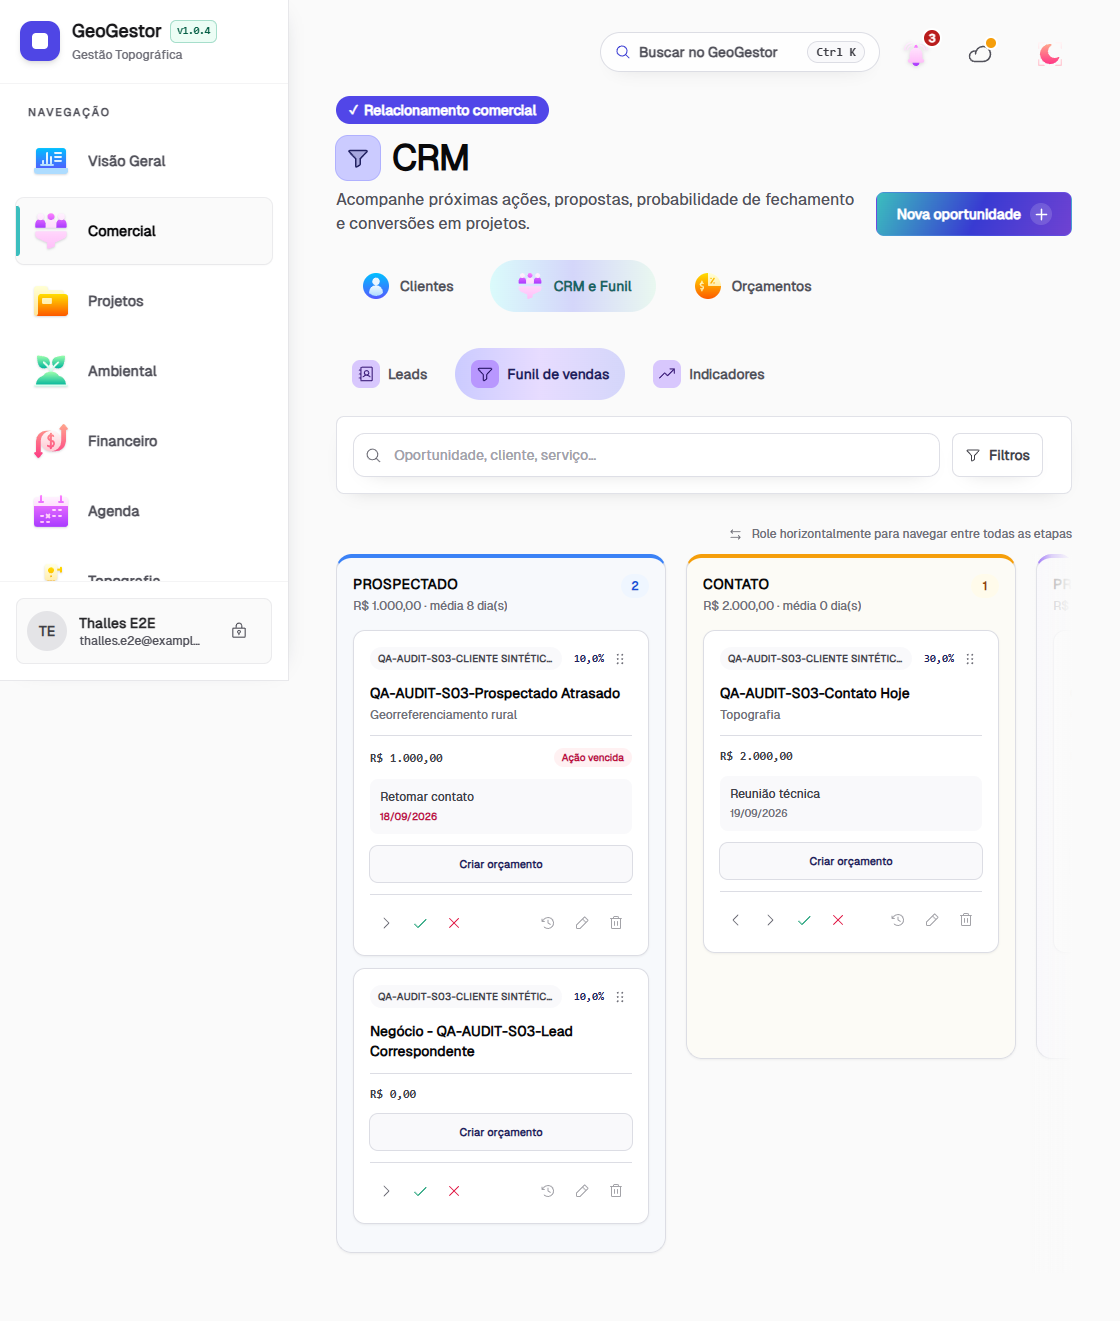 GeoGestor v1.0.4
Gestão Topográfica
NAVEGAÇÃO
Visão Geral
Comercial
Projetos
Ambiental
Financeiro
Agenda
Topografia
Thalles E2E
TE
thalles.e2e@exampl...
Buscar no GeoGestor Ctrl K
3
✓ Relacionamento comercial
CRM
Acompanhe próximas ações, propostas, probabilidade de fechamento
e conversões em projetos.
Nova oportunidade
Clientes
CRM e Funil
Orçamentos
Leads
Funil de vendas
Indicadores
Oportunidade, cliente, serviço...
Filtros
Role horizontalmente para navegar entre todas as etapas
PROSPECTADO 2
R$ 1.000,00 · média 8 dia(s)
QA-AUDIT-S03-CLIENTE SINTÉTIC... 10,0%
QA-AUDIT-S03-Prospectado Atrasado
Georreferenciamento rural
R$ 1.000,00 Ação vencida
Retomar contato
18/09/2026
Criar orçamento
QA-AUDIT-S03-CLIENTE SINTÉTIC... 10,0%
Negócio - QA-AUDIT-S03-Lead
Correspondente
R$ 0,00
Criar orçamento
CONTATO 1
R$ 2.000,00 · média 0 dia(s)
QA-AUDIT-S03-CLIENTE SINTÉTIC... 30,0%
QA-AUDIT-S03-Contato Hoje
Topografia
R$ 2.000,00
Reunião técnica
19/09/2026
Criar orçamento
PR
R$